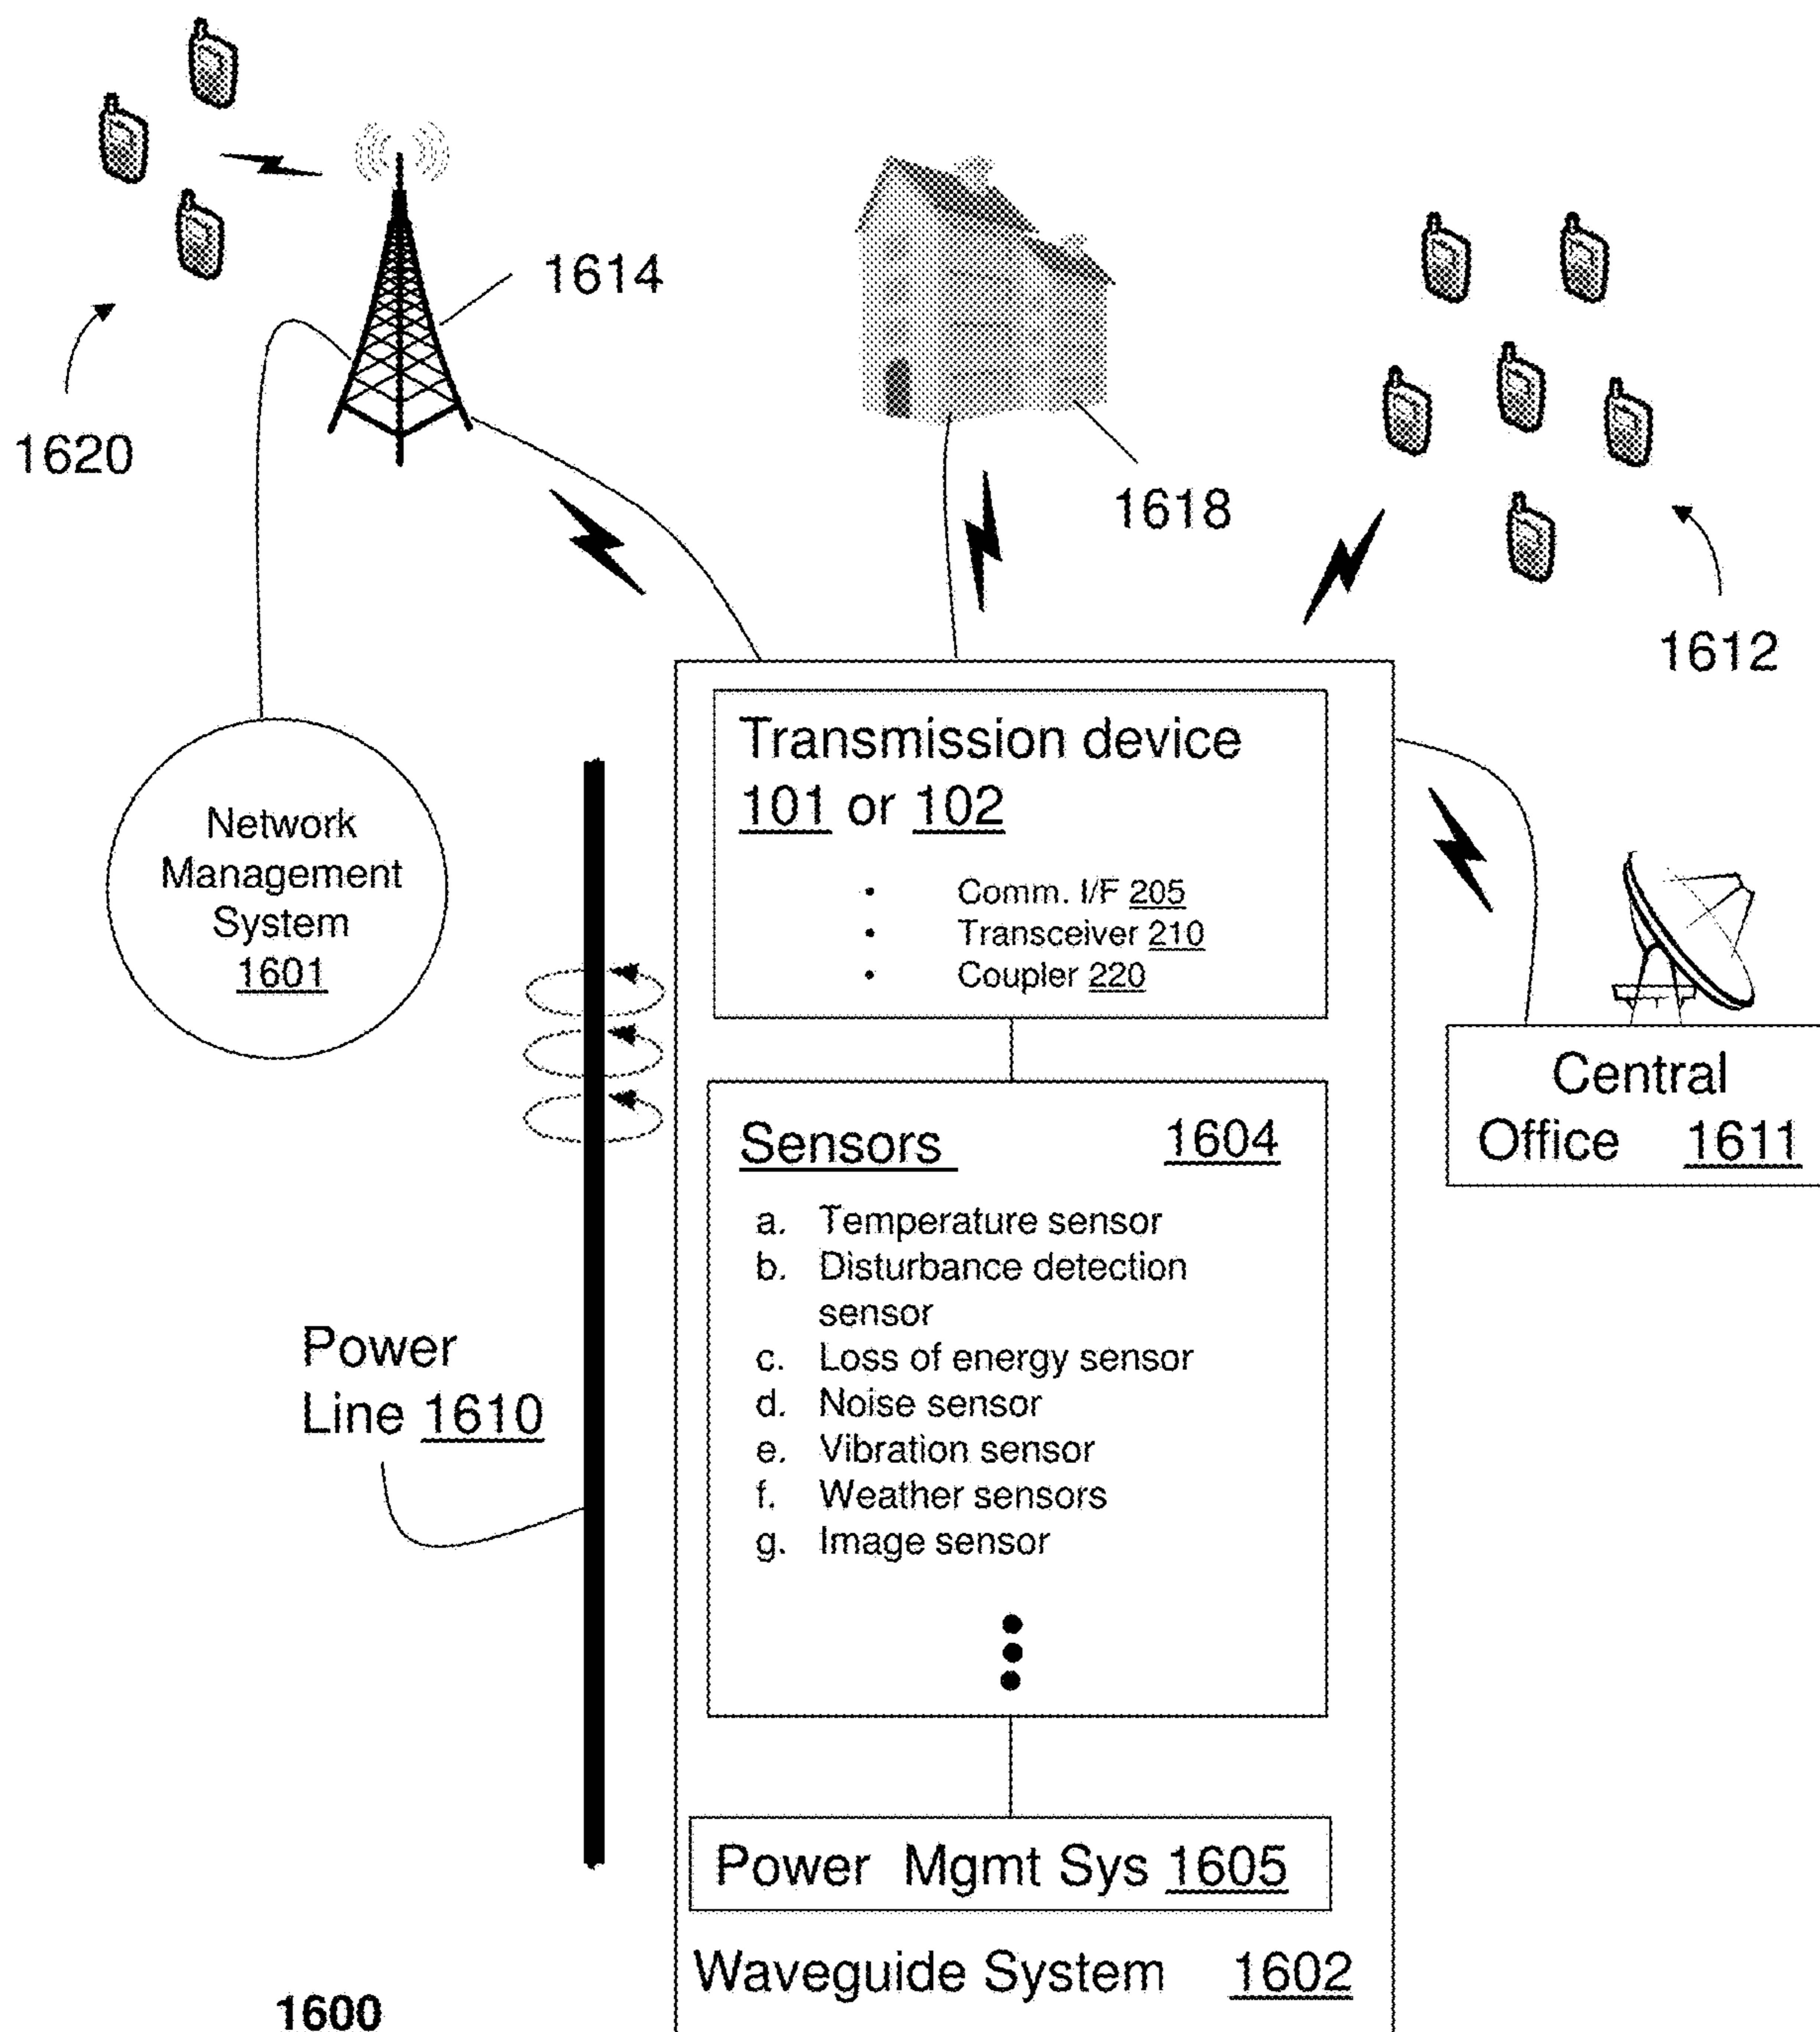 1614
1620
1618
1612
Transmission device
101 or 102
• Comm. I/F 205
• Transceiver 210
• Coupler 220
Network
Management
System
1601
Central
Office 1611
Sensors 1604
a. Temperature sensor
b. Disturbance detection
sensor
c. Loss of energy sensor
d. Noise sensor
e. Vibration sensor
f. Weather sensors
g. Image sensor
Power
Line 1610
Power Mgmt Sys 1605
Waveguide System 1602
1600